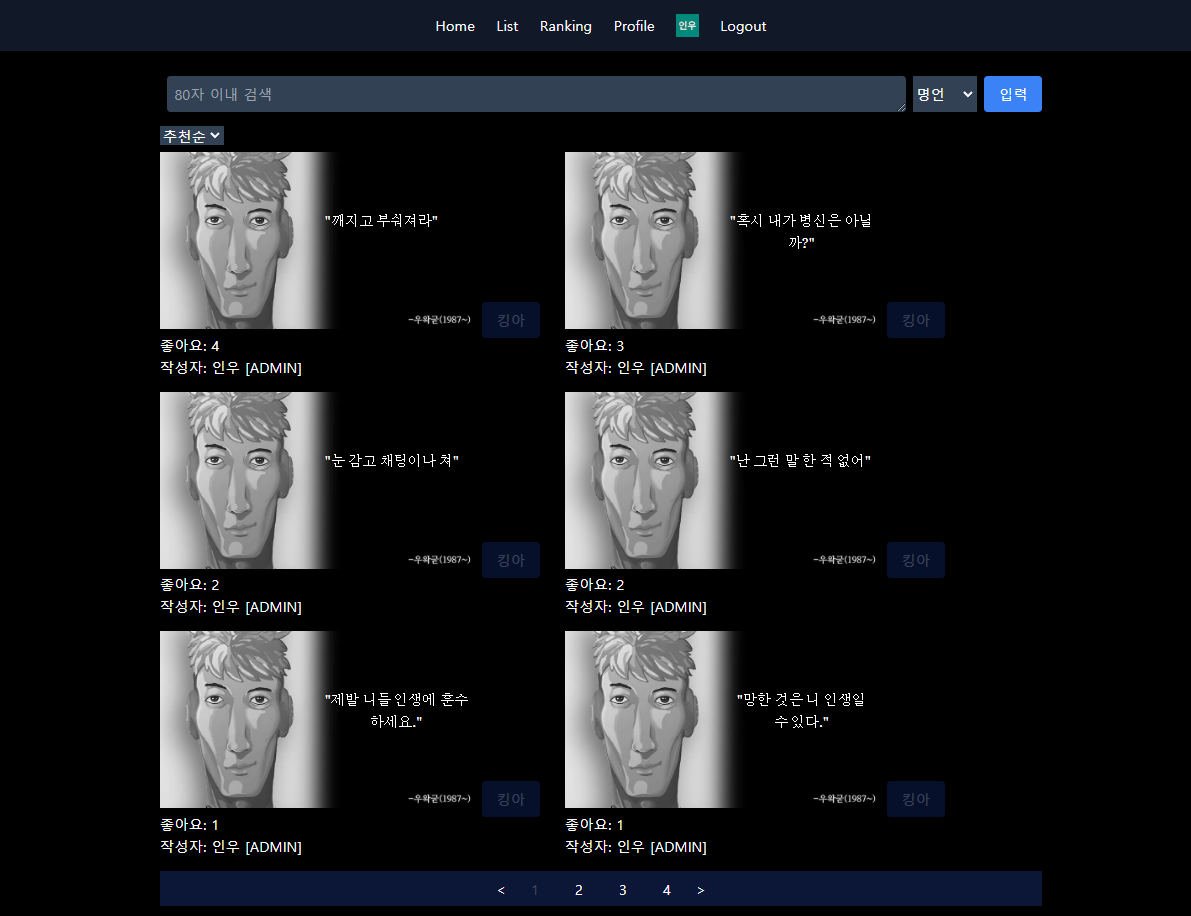 Home List Ranking Profile 인우 Logout
80자 이내 검색 명언 입력
추천순
"깨지고 부숴져라"
-우왁굳(1987~) 킹아
좋아요: 4
작성자: 인우 [ADMIN]
"혹시 내가 병신은 아닐
까?"
-우왁굳(1987~) 킹아
좋아요: 3
작성자: 인우 [ADMIN]
"눈 감고 채팅이나 쳐"
-우왁굳(1987~) 킹아
좋아요: 2
작성자: 인우 [ADMIN]
"난 그런 말 한 적 없어"
-우왁굳(1987~) 킹아
좋아요: 2
작성자: 인우 [ADMIN]
"제발 니들 인생에 훈수
하세요."
-우왁굳(1987~) 킹아
좋아요: 1
작성자: 인우 [ADMIN]
"망한 것은 니 인생일
수 있다."
-우왁굳(1987~) 킹아
좋아요: 1
작성자: 인우 [ADMIN]
< 1 2 3 4 >